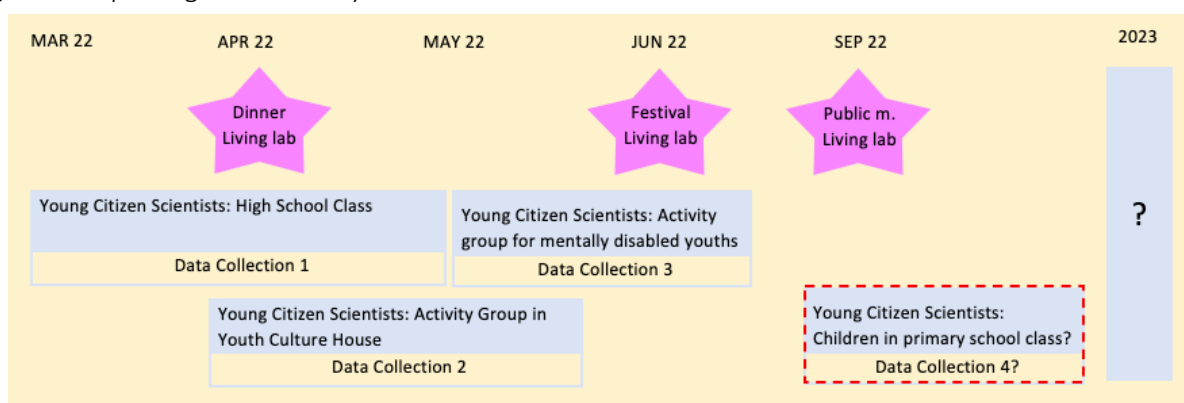 MAR 22
APR 22
MAY 22
JUN 22
SEP 22
2023
Dinner
Living lab
Festival
Living lab
Public m.
Living lab
Young Citizen Scientists: High School Class
Data Collection 1
Young Citizen Scientists: Activity
group for mentally disabled youths
Data Collection 3
?
Young Citizen Scientists: Activity Group in
Youth Culture House
Data Collection 2
Young Citizen Scientists:
Children in primary school class?
Data Collection 4?